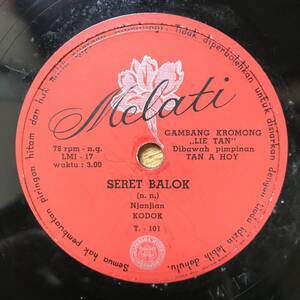 Melati
GAMBANG KROMONG
„LIE TAN"
Dibawah pimpinan
TAN A HOY
78 rpm - n.g.
LMI - 17
waktu : 3.00
SERET BALOK
(n. n.)
Njanjian
KODOK
T. - 101
Semua hak pembuatan piringan hitam dan hak
Tidak diperbolehkan untuk disiarkan dengan
izin lebih dahulu.